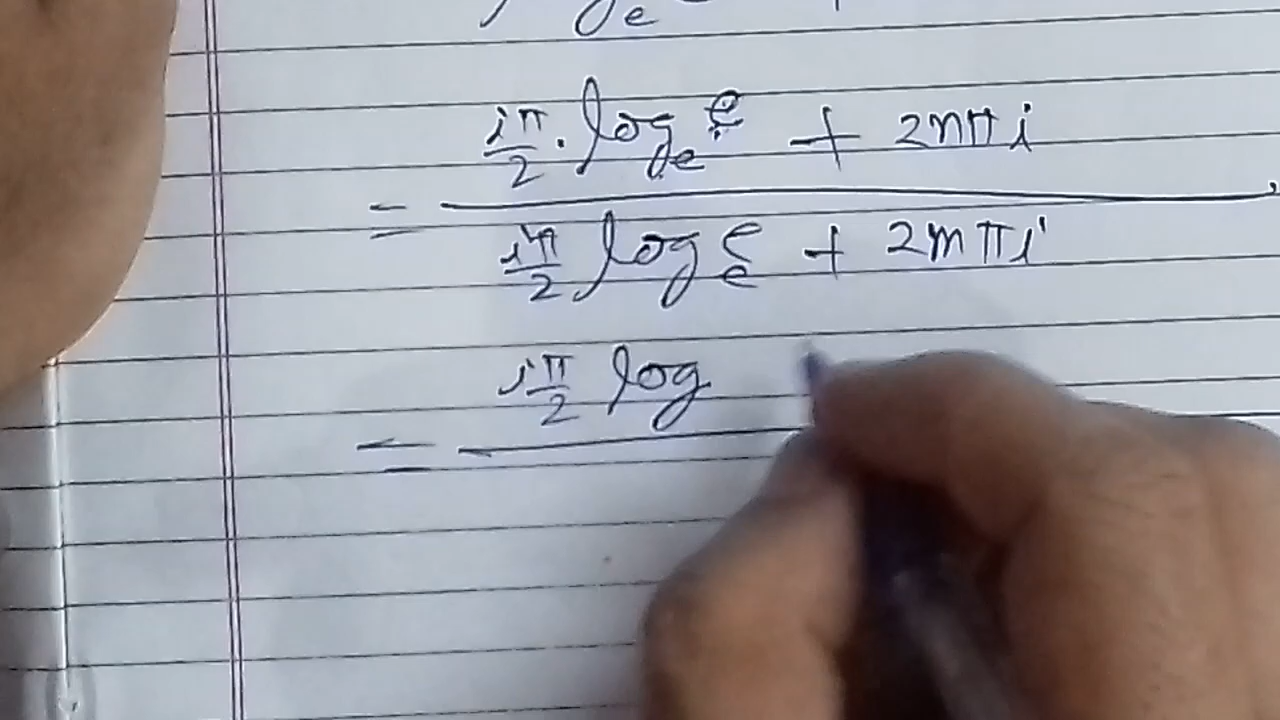 e
iπ/2 . log_e e + 2nπi
=
iπ/2 log_e e + 2mπi
iπ/2 log
=